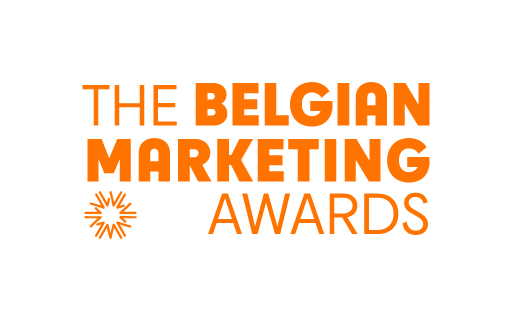 THE BELGIAN
MARKETING
AWARDS